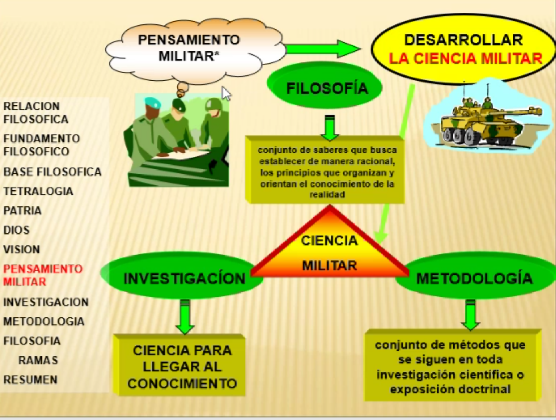 PENSAMIENTO
MILITAR"
DESARROLLAR
LA CIENCIA MILITAR
FILOSOFÍA
conjunto de saberes que busca
establecer de manera racional,
los principios que organizan y
orientan el conocimiento de la
realidad
RELACION
FILOSOFICA
FUNDAMENTO
FILOSOFICO
BASE FILOSOFICA
TETRALOGIA
PATRIA
DIOS
VISION
PENSAMIENTO
MILITAR
INVESTIGACION
METODOLOGIA
FILOSOFIA
RAMAS
RESUMEN
CIENCIA
MILITAR
INVESTIGACÍON
METODOLOGÍA
CIENCIA PARA
LLEGAR AL
CONOCIMIENTO
conjunto de métodos que
se siguen en toda
investigación científica o
exposición doctrinal